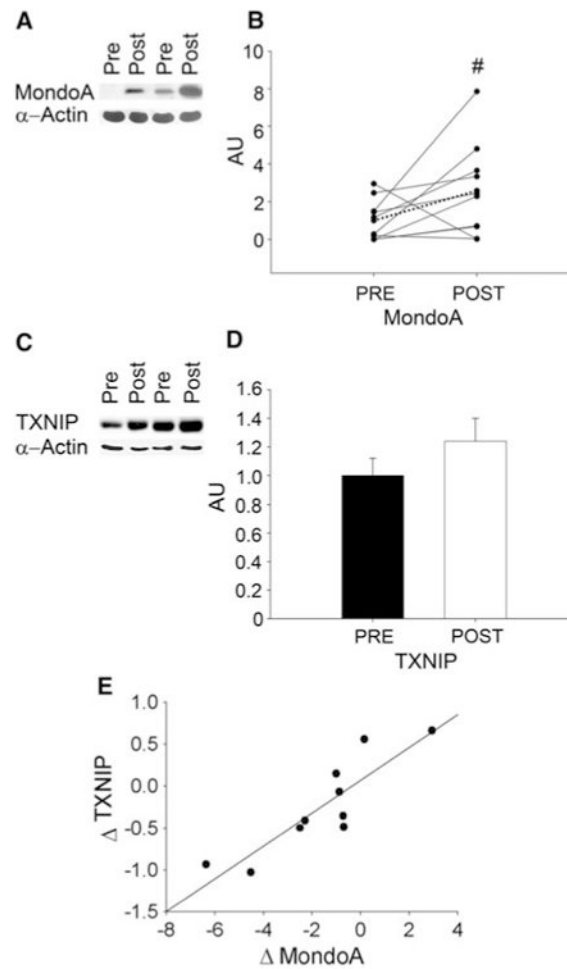 A
Pre
Post
Pre
Post
MondoA
α–Actin
B
10
8
6
4
2
0
AU
#
PRE
POST
MondoA
C
Pre
Post
Pre
Post
TXNIP
α–Actin
D
1.6
1.4
1.2
1.0
0.8
0.6
0.4
0.2
0
AU
PRE
POST
TXNIP
E
1.0
0.5
0.0
-0.5
-1.0
-1.5
Δ TXNIP
-8 -6 -4 -2 0 2 4
Δ MondoA